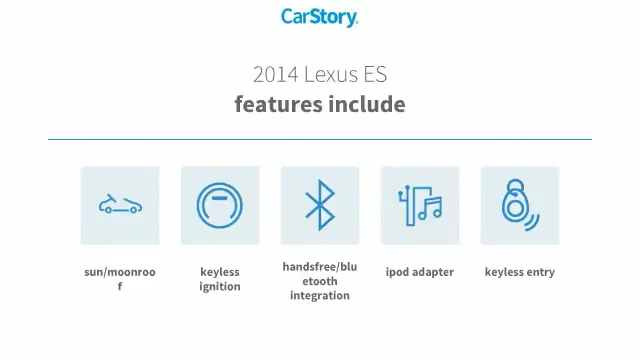 CarStory.
2014 Lexus ES
features include
sun/moonroo
f
keyless
ignition
handsfree/blu
etooth
integration
ipod adapter
keyless entry